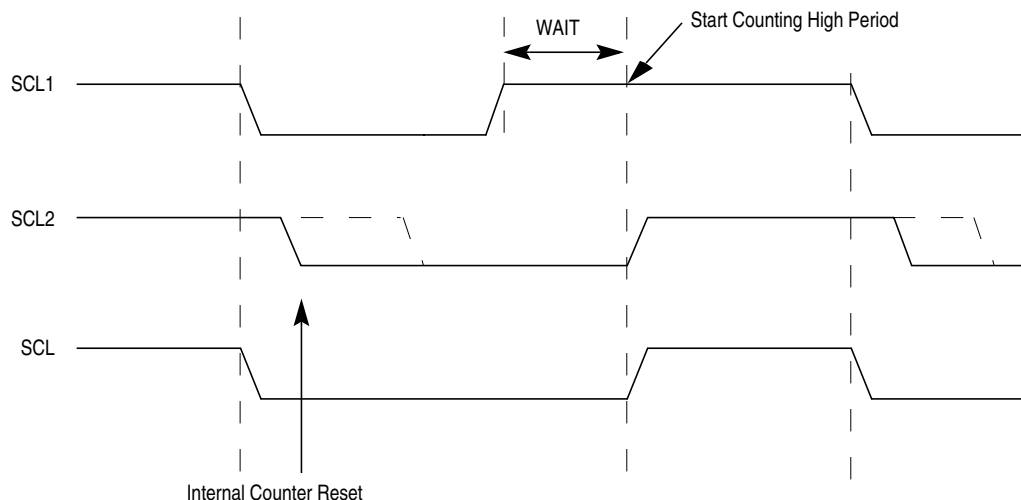 WAIT
Start Counting High Period
SCL1
SCL2
SCL
Internal Counter Reset